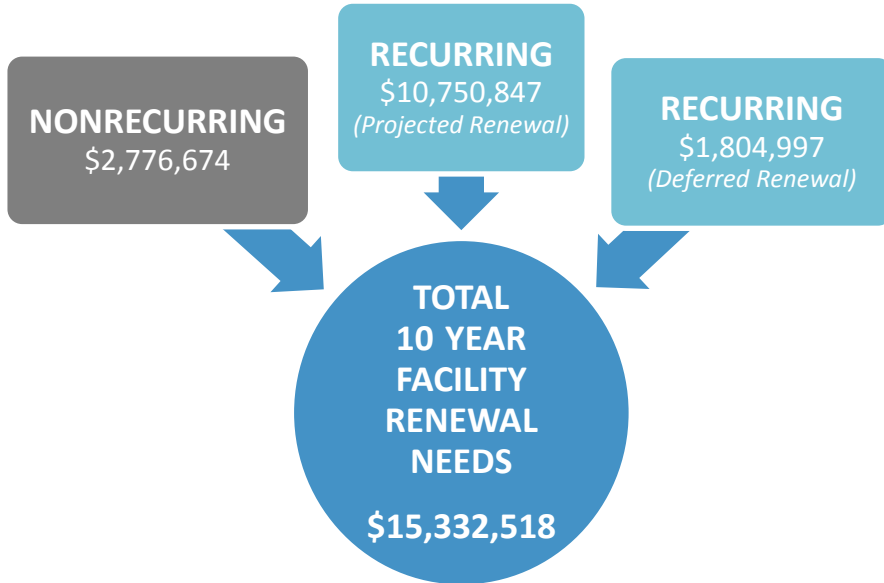 NONRECURRING
$2,776,674
RECURRING
$10,750,847
(Projected Renewal)
RECURRING
$1,804,997
(Deferred Renewal)
TOTAL
10 YEAR
FACILITY
RENEWAL
NEEDS
$15,332,518